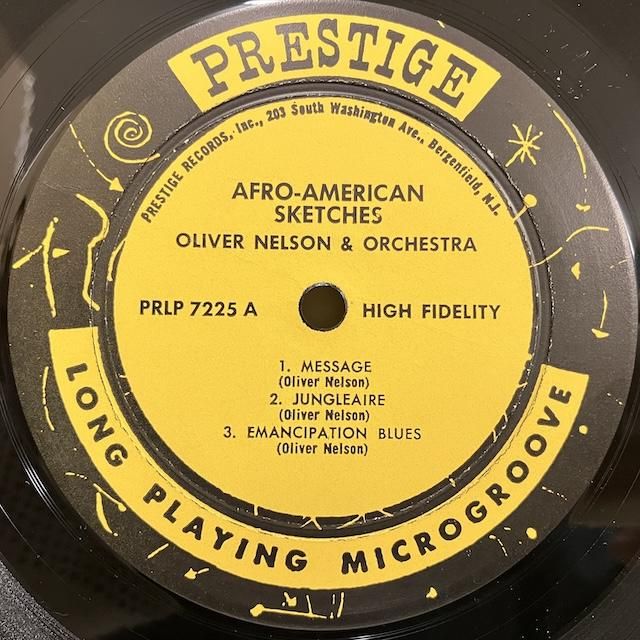 PRESTIGE
PRESTIGE RECORDS, Inc., 203 South Washington Ave., Bergenfield, N.J.
AFRO-AMERICAN
SKETCHES
OLIVER NELSON & ORCHESTRA
PRLP 7225 A
HIGH FIDELITY
1. MESSAGE
(Oliver Nelson)
2. JUNGLEAIRE
(Oliver Nelson)
3. EMANCIPATION BLUES
(Oliver Nelson)
LONG PLAYING MICROGROOVE